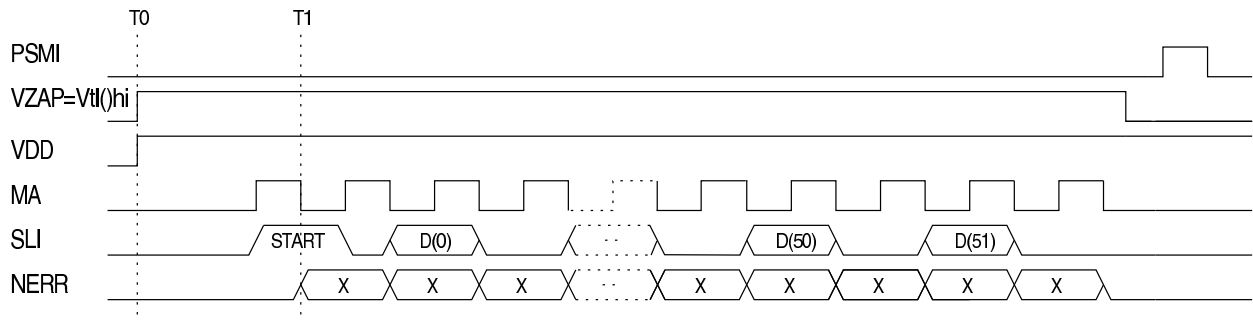 T0 T1
PSMI
VZAP=Vtl()hi
VDD
MA
SLI START D(0) .. D(50) D(51)
NERR X X X .. X X X X X